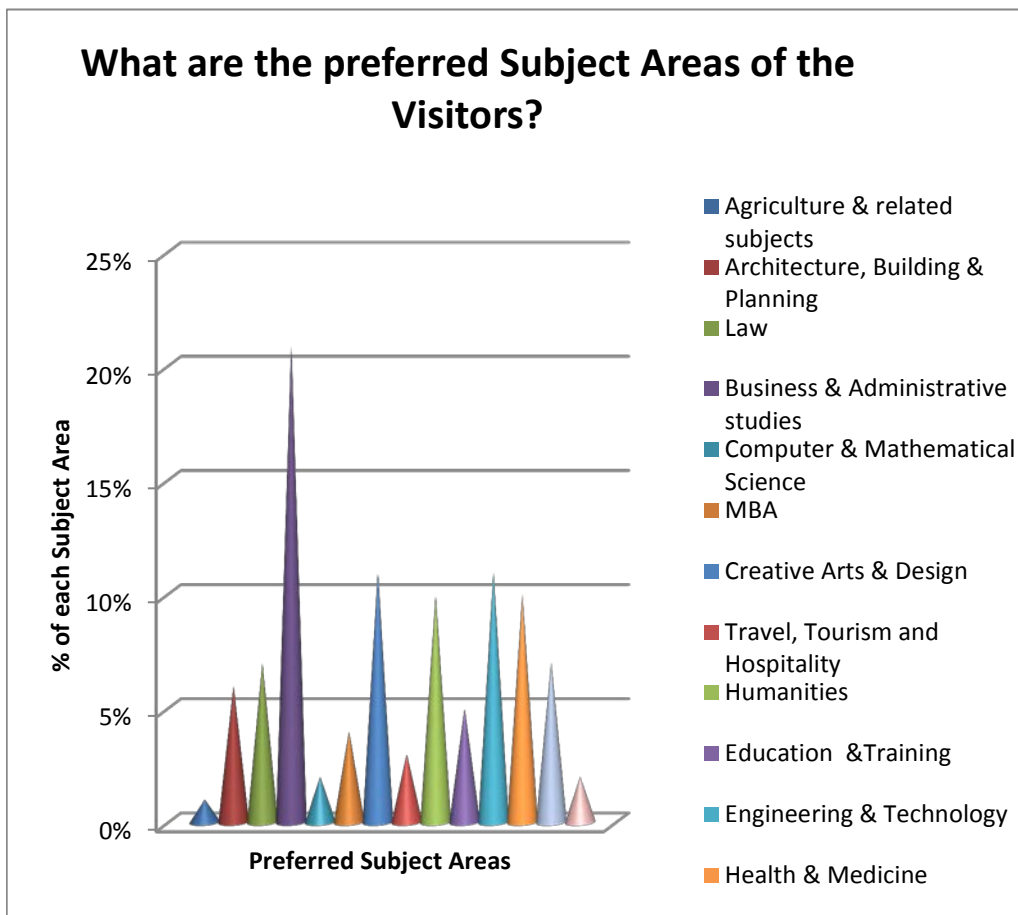 What are the preferred Subject Areas of the
Visitors?
25%
20%
15%
10%
5%
0%
% of each Subject Area
Preferred Subject Areas
Agriculture & related
subjects
Architecture, Building &
Planning
Law
Business & Administrative
studies
Computer & Mathematical
Science
MBA
Creative Arts & Design
Travel, Tourism and
Hospitality
Humanities
Education  &Training
Engineering & Technology
Health & Medicine